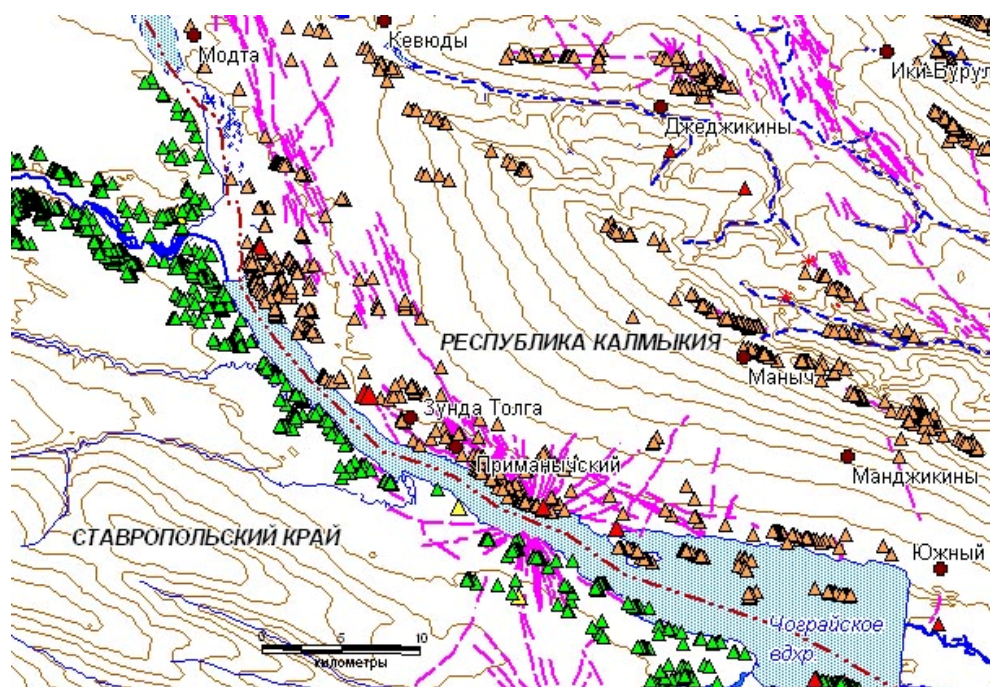 Модта
Кевюды
Ики-Бурул
Джеджикины
РЕСПУБЛИКА КАЛМЫКИЯ
Маныч
Зунда Толга
Приманычский
Манджикины
СТАВРОПОЛЬСКИЙ КРАЙ
Южный
Чограйское
вдхр.
0 5 10
километры